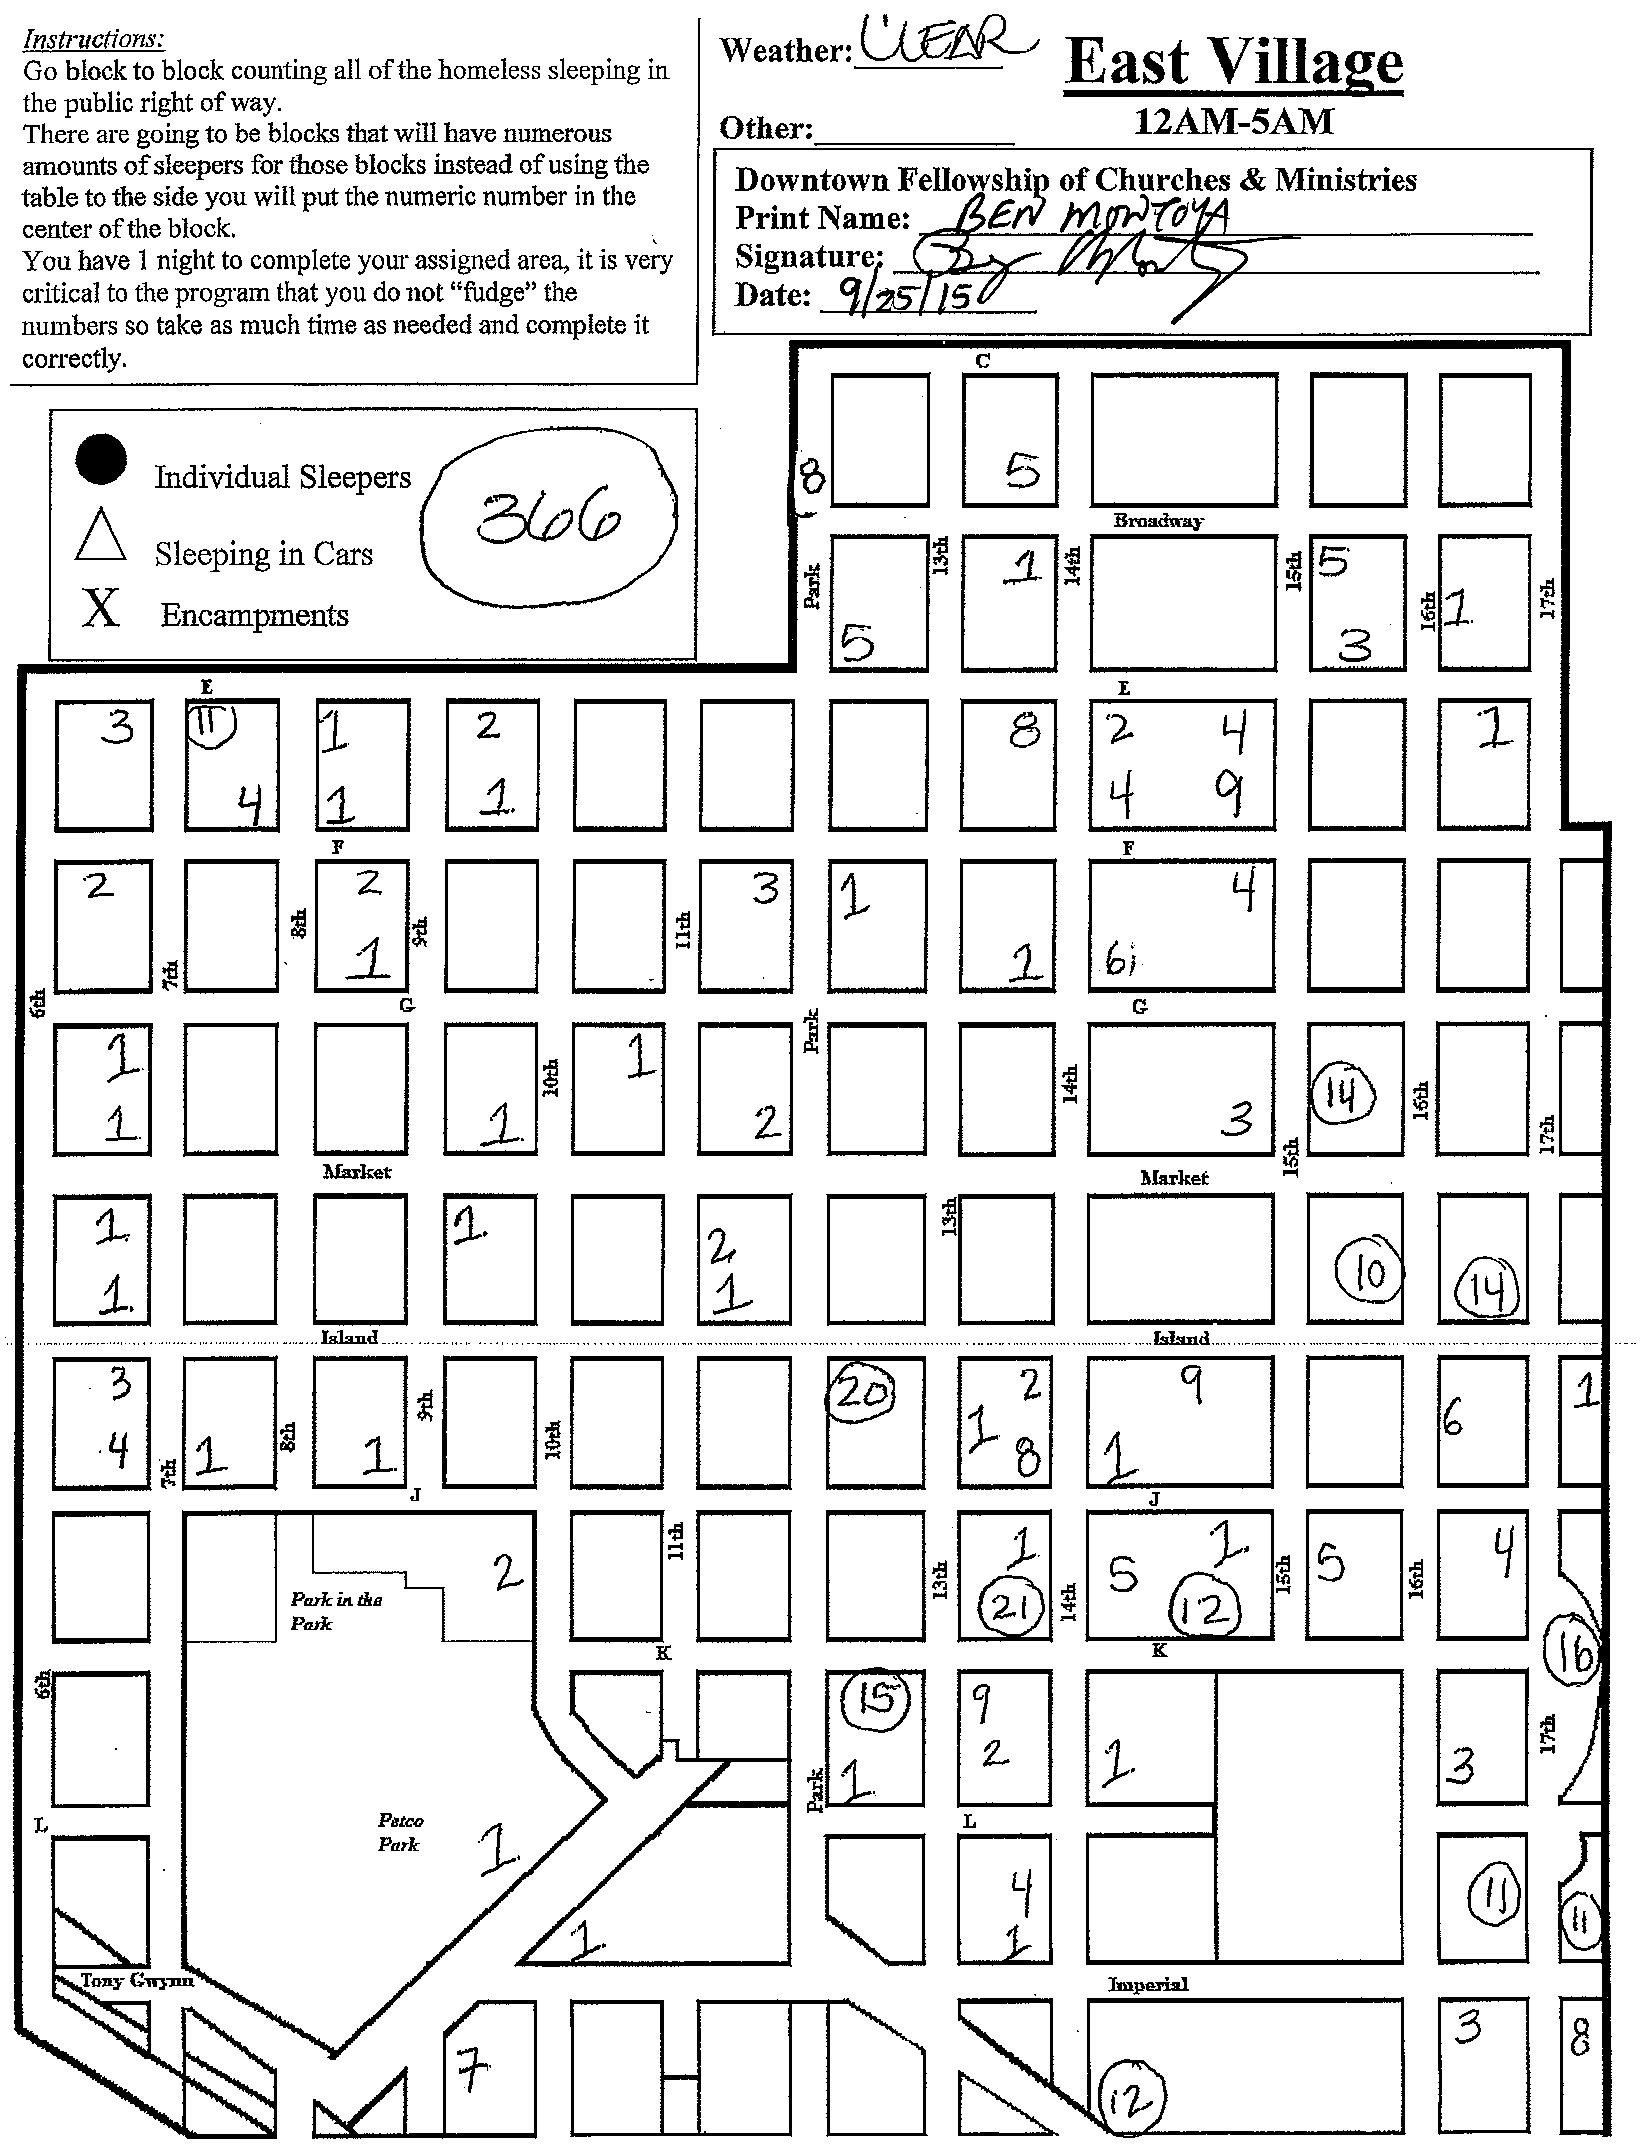 Instructions:
Go block to block counting all of the homeless sleeping in
the public right of way.
There are going to be blocks that will have numerous
amounts of sleepers for those blocks instead of using the
table to the side you will put the numeric number in the
center of the block.
You have 1 night to complete your assigned area, it is very
critical to the program that you do not “fudge” the
numbers so take as much time as needed and complete it
correctly.
Weather: CLEAR
East Village
Other:
12AM-5AM
Downtown Fellowship of Churches & Ministries
Print Name: BEN MONTOYA
Signature:
Date: 9/25/15
Individual Sleepers
Sleeping in Cars
X Encampments
366
C
8 5
Broadway
Park 13th 14th 15th 16th 17th
1 5 1
5 3
E E
3 11 1 2 8 2 4 1
4 1 1 4 9
F F
2 2 3 1 4
8th 9th 11th
1 1 6
7th
6th G G
1 1 Park
10th 14th 14 16th
1 1 2 3 15th 17th
Market Market
1 1 2 13th 10 14
1 1
Island Island
3 20 2 9 1
9th 1 6
4 1 1 8 1
7th 8th 10th
J J
11th 1 1 4
2 5 5
Park in the
Park
13th 21 14th 12 15th 16th
K K 16
6th 15 9
2 1 3 17th
1 Park
L L
Petco
Park
1 4 11 11
1 1
Tony Gwynn Imperial
3 8
7 12